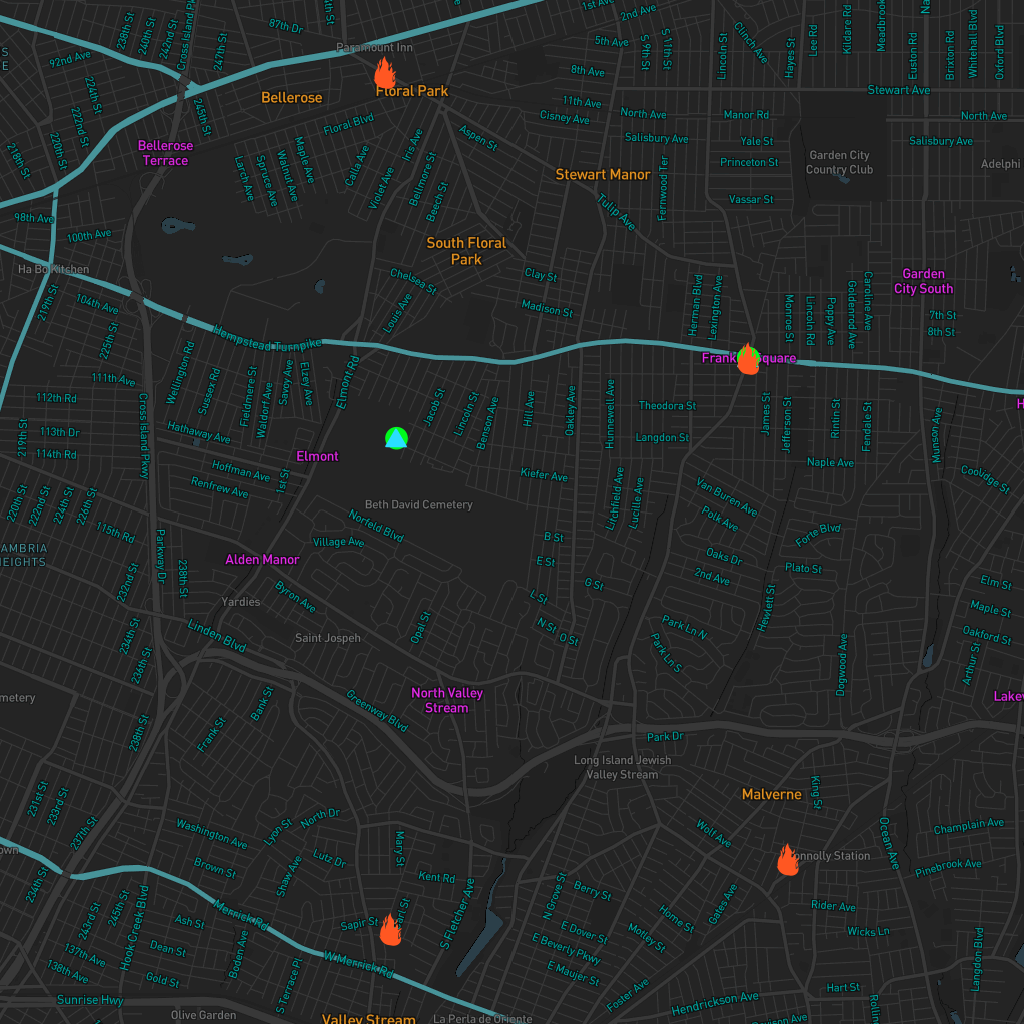 1st Ave
2nd Ave
87th Dr
Cross Island Pkwy
238th St
240th St
242nd St
247th St
Clinch Ave
Lincoln St
Hayes St
Lee Rd
Kildare Rd
Euston Rd
Brixton Rd
Whitehall Blvd
Oxford Blvd
5th Ave
S 9th St
S 11th St
Paramount Inn
92nd Ave
8th Ave
224th St
222nd St
220th St
218th St
245th St
Bellerose
Floral Park
Stewart Ave
11th Ave
Cisney Ave
North Ave
Manor Rd
North Ave
Floral Blvd
Iris Ave
Aspen St
Salisbury Ave
Yale St
Salisbury Ave
Bellerose
Terrace
Larch Ave
Spruce Ave
Walnut Ave
Maple Ave
Calla Ave
Violet Ave
Bellmore St
Beech St
Princeton St
Garden City
Country Club
Adelphi
Stewart Manor
Fernwood Ter
Vassar St
Tulip Ave
98th Ave
100th Ave
South Floral
Park
Ha Bo Kitchen
Chelsea St
Clay St
Garden
City South
104th Ave
219th St
225th St
Louis Ave
Madison St
Herman Blvd
Lexington Ave
Monroe St
Lincoln Rd
Poppy Ave
Goldenrod Ave
Caroline Ave
7th St
8th St
Hempstead Turnpike
Wellington Rd
Sussex Rd
Fieldmere St
Waldorf Ave
Savoy Ave
Elzey Ave
Elmont Rd
111th Ave
112th Rd
113th Dr
114th Rd
219th St
Cross Island Pkwy
Jacob St
Lincoln St
Benson Ave
Hill Ave
Oakley Ave
Hunnewell Ave
Theodora St
James St
Jefferson St
Rintin St
Fendale St
Munson Ave
Hathaway Ave
Langdon St
Elmont
Hoffman Ave
Renfrew Ave
1st St
Kiefer Ave
Naple Ave
Coolidge St
220th St
222nd St
224th St
226th St
Litchfield Ave
Lucille Ave
Van Buren Ave
Polk Ave
Beth David Cemetery
115th Rd
Norfeld Blvd
Village Ave
B St
Forte Blvd
Parkway Dr
Alden Manor
E St
G St
L St
N St
O St
Oaks Dr
2nd Ave
Plato St
232nd St
238th St
Yardies
Byron Ave
Elm St
Maple St
Oakford St
Hewlett St
Park Ln N
Park Ln S
Dogwood Ave
Arthur St
234th St
236th St
Linden Blvd
Saint Jospeh
Opal St
North Valley
Stream
Bank St
Frank St
Greenway Blvd
238th St
Park Dr
Long Island Jewish
Valley Stream
Malverne
King St
231st St
233rd St
237th St
Washington Ave
Lyon St
North Dr
Wolf Ave
Ocean Ave
Champlain Ave
Brown St
Shaw Ave
Lutz Dr
Mary St
Kent Rd
Pinebrook Ave
234th St
Berry St
N Grove St
Gates Ave
Home St
Rider Ave
Wicks Ln
243rd St
245th St
Hook Creek Blvd
Merrick Rd
Ash St
Sapir St
S Fletcher Ave
E Dover St
E Beverly Pkwy
E Maujer St
Motley St
Langdon Blvd
137th Ave
138th Ave
Dean St
Gold St
Boden Ave
S Terrace Pl
W Merrick Rd
Foster Ave
Hart St
Sunrise Hwy
Hendrickson Ave
Olive Garden
Valley Stream
La Perla de Oriente